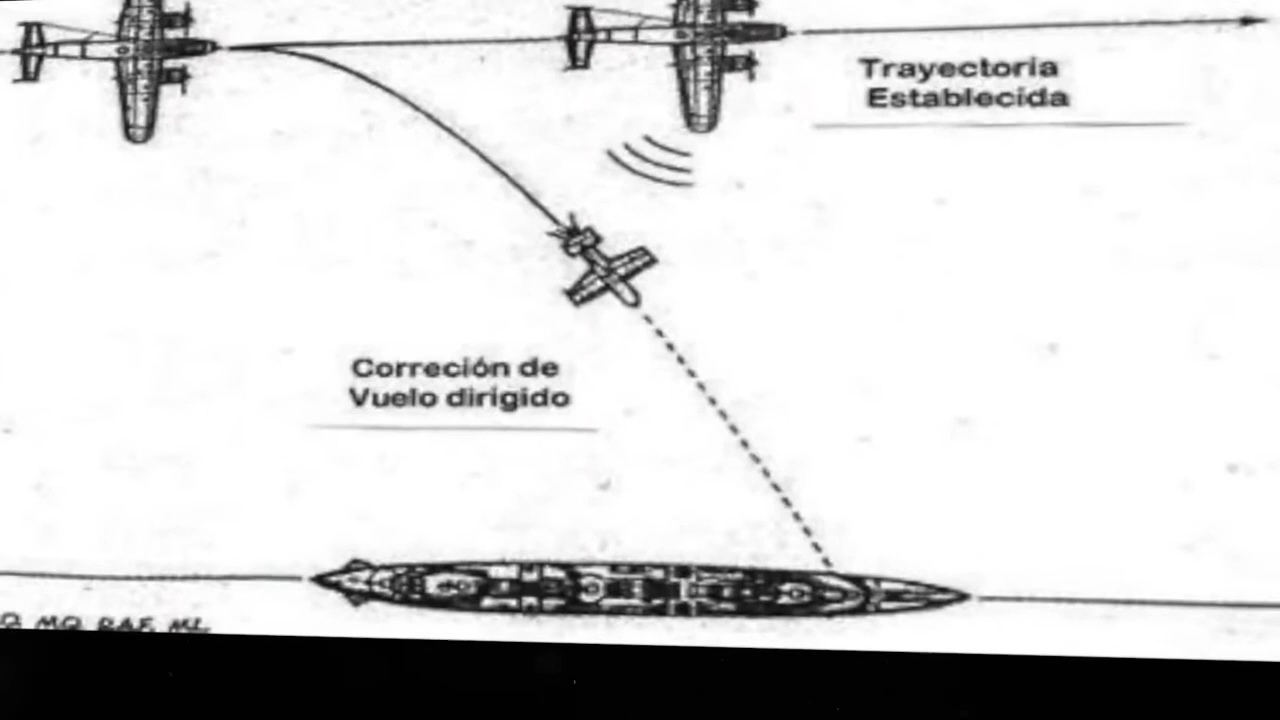 Trayectoria
Establecida
Correción de
Vuelo dirigido